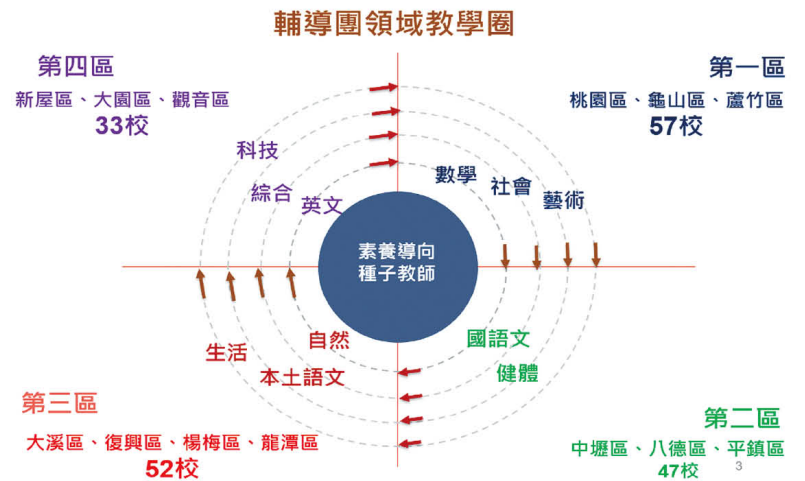 輔導團領域教學圈
第四區
新屋區、大園區、觀音區
33校
第一區
桃園區、龜山區、蘆竹區
57校
科技
綜合
英文
數學
社會
藝術
素養導向
種子教師
自然
生活
本土語文
國語文
健體
第三區
大溪區、復興區、楊梅區、龍潭區
52校
第二區
中壢區、八德區、平鎮區
47校
3